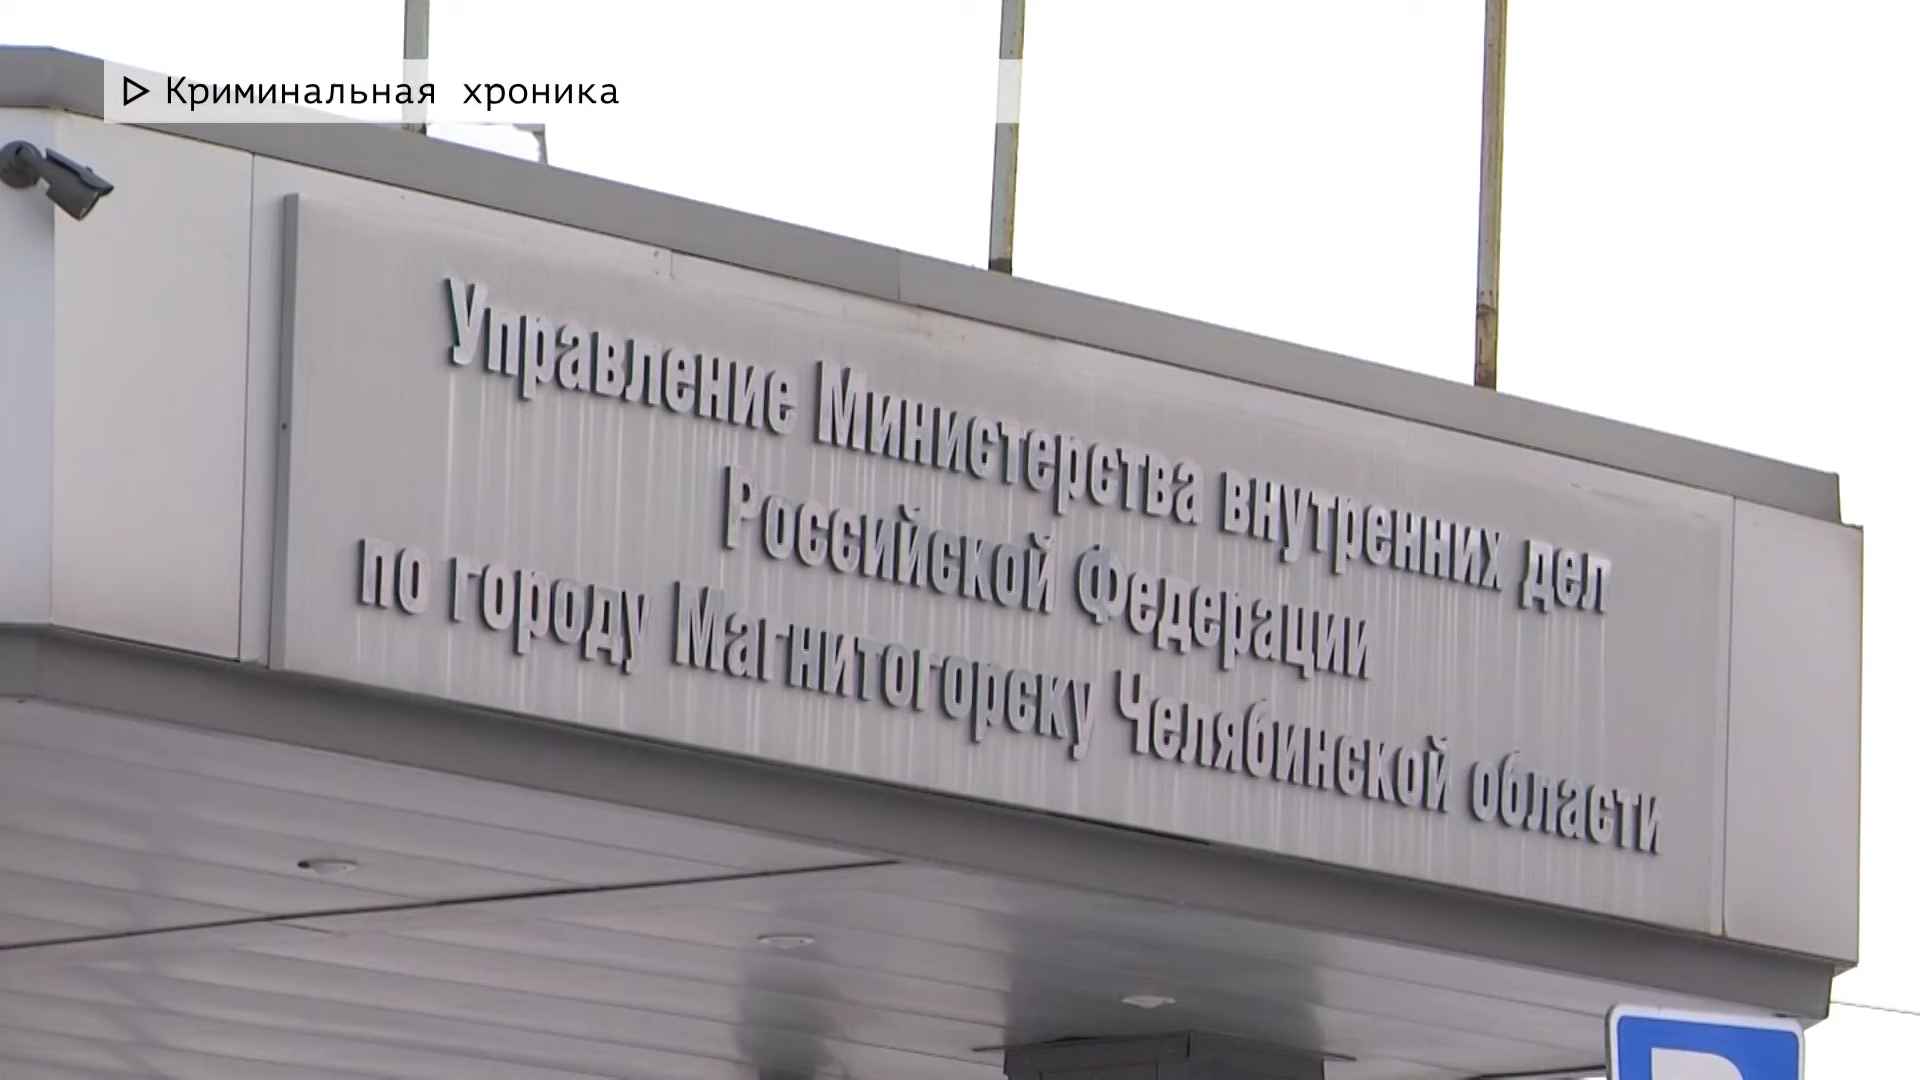 Криминальная хроника
Управление Министерства внутренних дел
Российской Федерации
по городу Магнитогорску Челябинской области